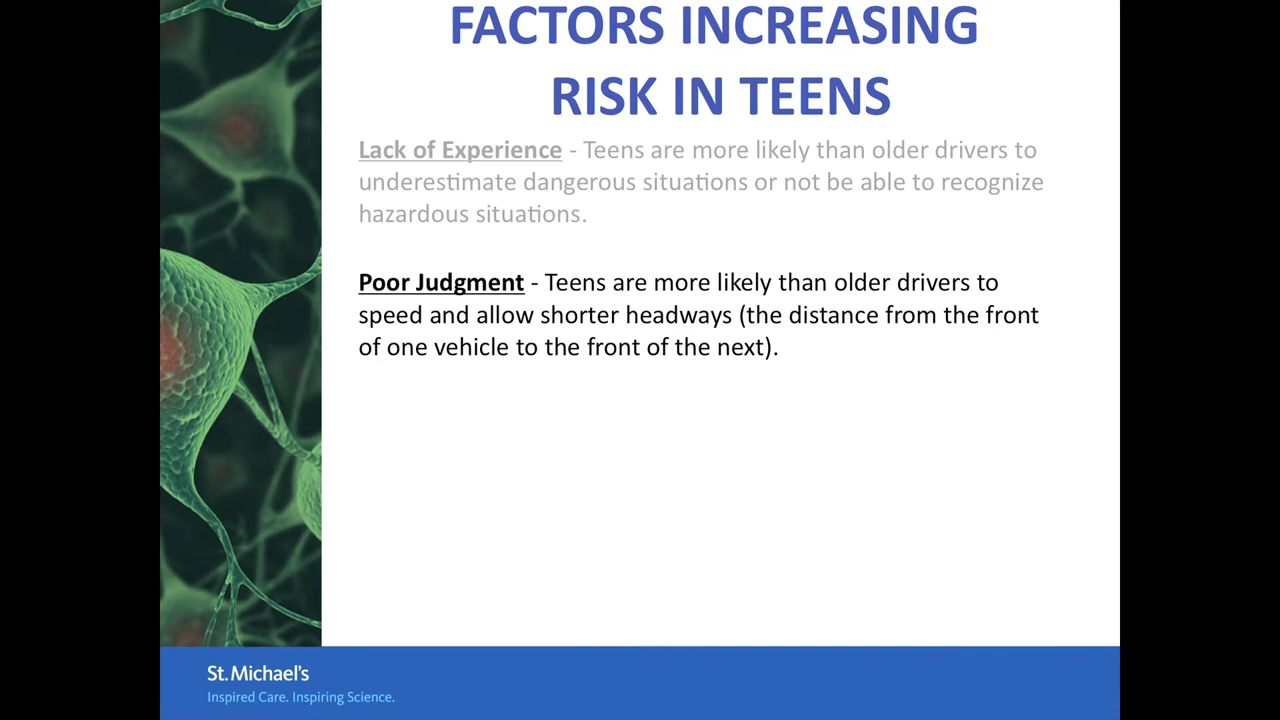 FACTORS INCREASING
RISK IN TEENS
Lack of Experience - Teens are more likely than older drivers to
underestimate dangerous situations or not be able to recognize
hazardous situations.
Poor Judgment - Teens are more likely than older drivers to
speed and allow shorter headways (the distance from the front
of one vehicle to the front of the next).
St. Michael's
Inspired Care. Inspiring Science.